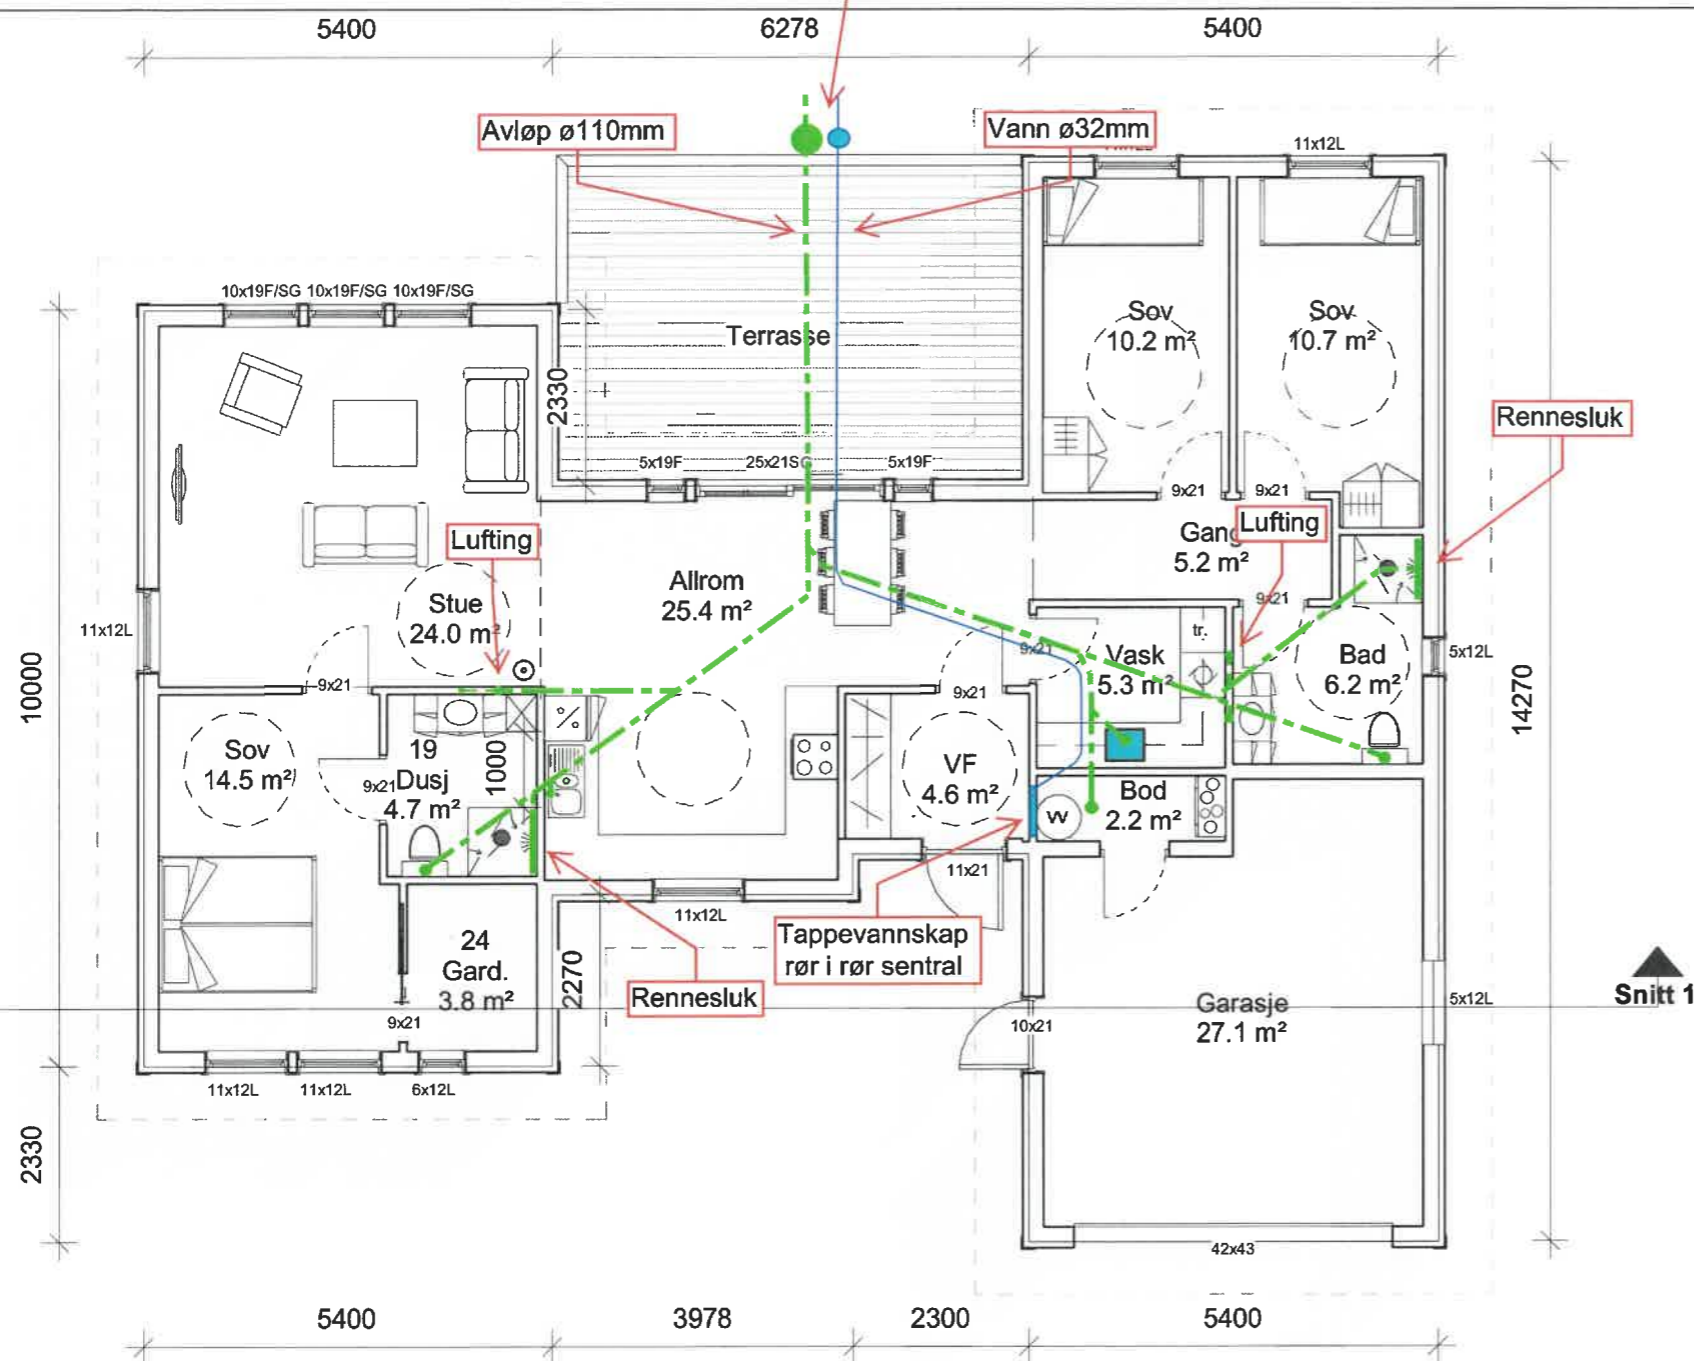 5400
6278
5400
Avløp ø110mm
Vann ø32mm
11x12L
10x19F/SG
10x19F/SG
10x19F/SG
Terrasse
Sov
10.2 m²
Sov
10.7 m²
2330
5x19F
25x21SG
5x19F
9x21
9x21
Rennesluk
Lufting
Gang
5.2 m²
Lufting
Allrom
25.4 m²
Stue
24.0 m²
11x12L
9x21
tr.
Vask
5.3 m²
9x21
Bad
6.2 m²
5x12L
10000
14270
9x21
9x21
Sov
14.5 m²
19
Dusj
4.7 m²
1000
9x21
VF
4.6 m²
Bod
2.2 m²
VV
11x21
11x12L
Tappevannskap
rør i rør sentral
24
Gard.
3.8 m²
2270
Rennesluk
9x21
10x21
Garasje
27.1 m²
5x12L
Snitt 1
11x12L
11x12L
6x12L
2330
42x43
5400
3978
2300
5400